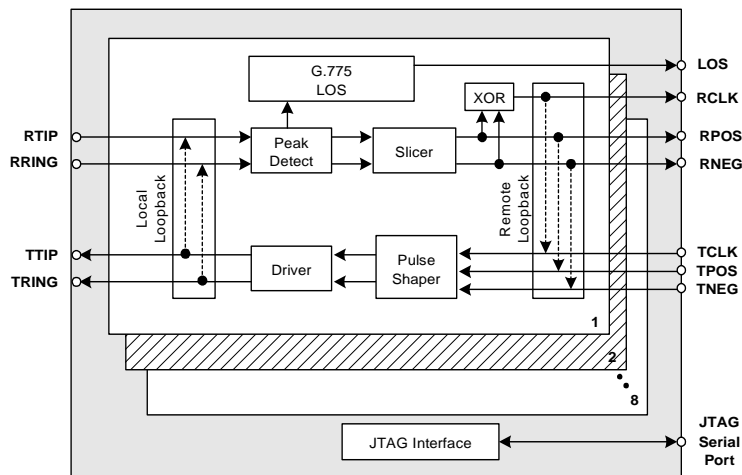 G.775
LOS
LOS
XOR
RCLK
RTIP
RPOS
RRING
RNEG
Peak
Detect
Slicer
Local
Loopback
Remote
Loopback
TTIP
TRING
Driver
Pulse
Shaper
TCLK
TPOS
TNEG
1
2
8
JTAG Interface
JTAG
Serial
Port